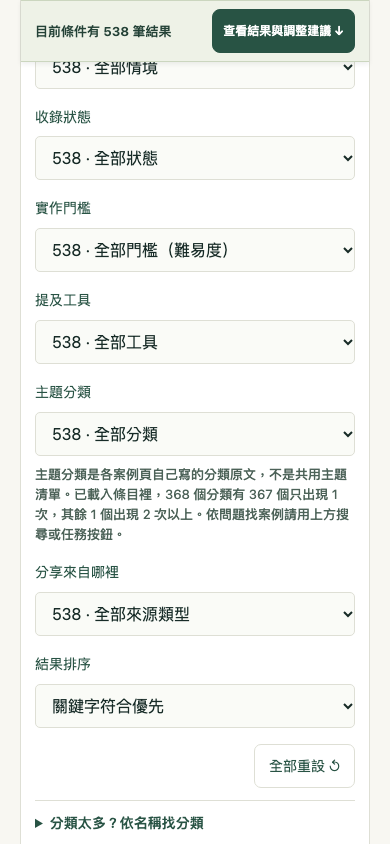 目前條件有 538 筆結果
查看結果與調整建議 ↓
538 · 全部情境
收錄狀態
538 · 全部狀態
實作門檻
538 · 全部門檻（難易度）
提及工具
538 · 全部工具
主題分類
538 · 全部分類
主題分類是各案例頁自己寫的分類原文，不是共用主題
清單。已載入條目裡，368 個分類有 367 個只出現 1
次，其餘 1 個出現 2 次以上。依問題找案例請用上方搜
尋或任務按鈕。
分享來自哪裡
538 · 全部來源類型
結果排序
關鍵字符合優先
全部重設 ↺
▶ 分類太多？依名稱找分類